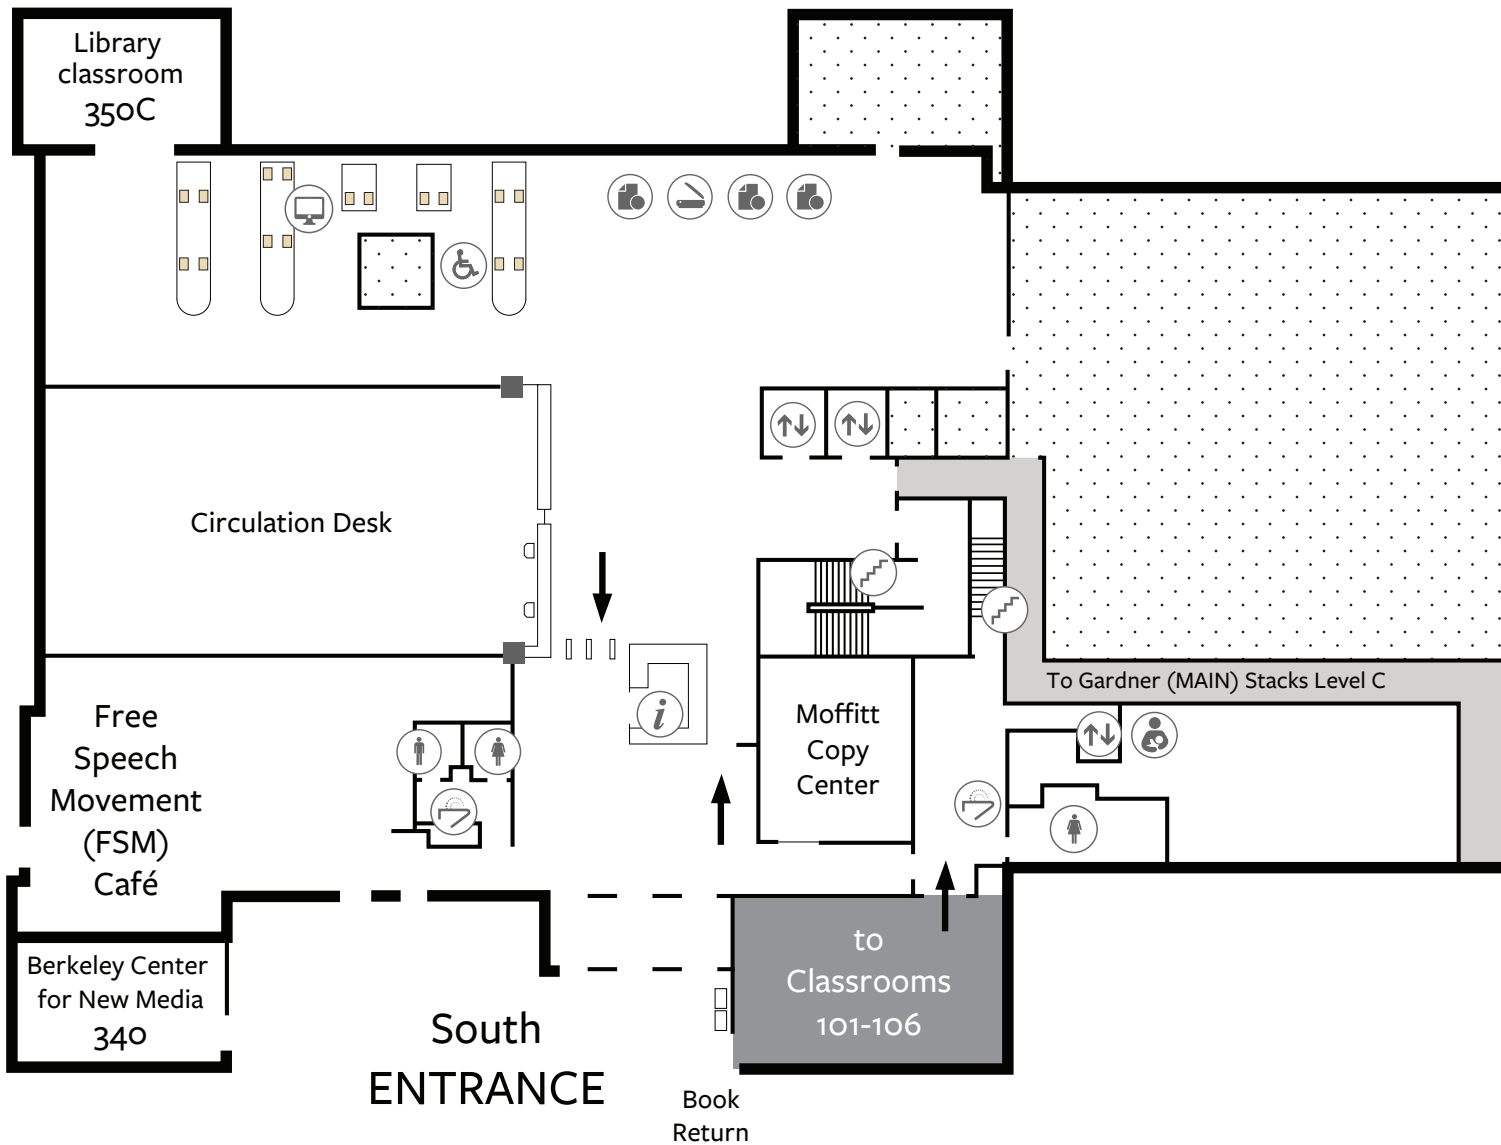 Library
classroom
350C
Circulation Desk
To Gardner (MAIN) Stacks Level C
Free
Speech
Movement
(FSM)
Café
i
Moffitt
Copy
Center
Berkeley Center
for New Media
340
to
Classrooms
101-106
South
ENTRANCE
Book
Return